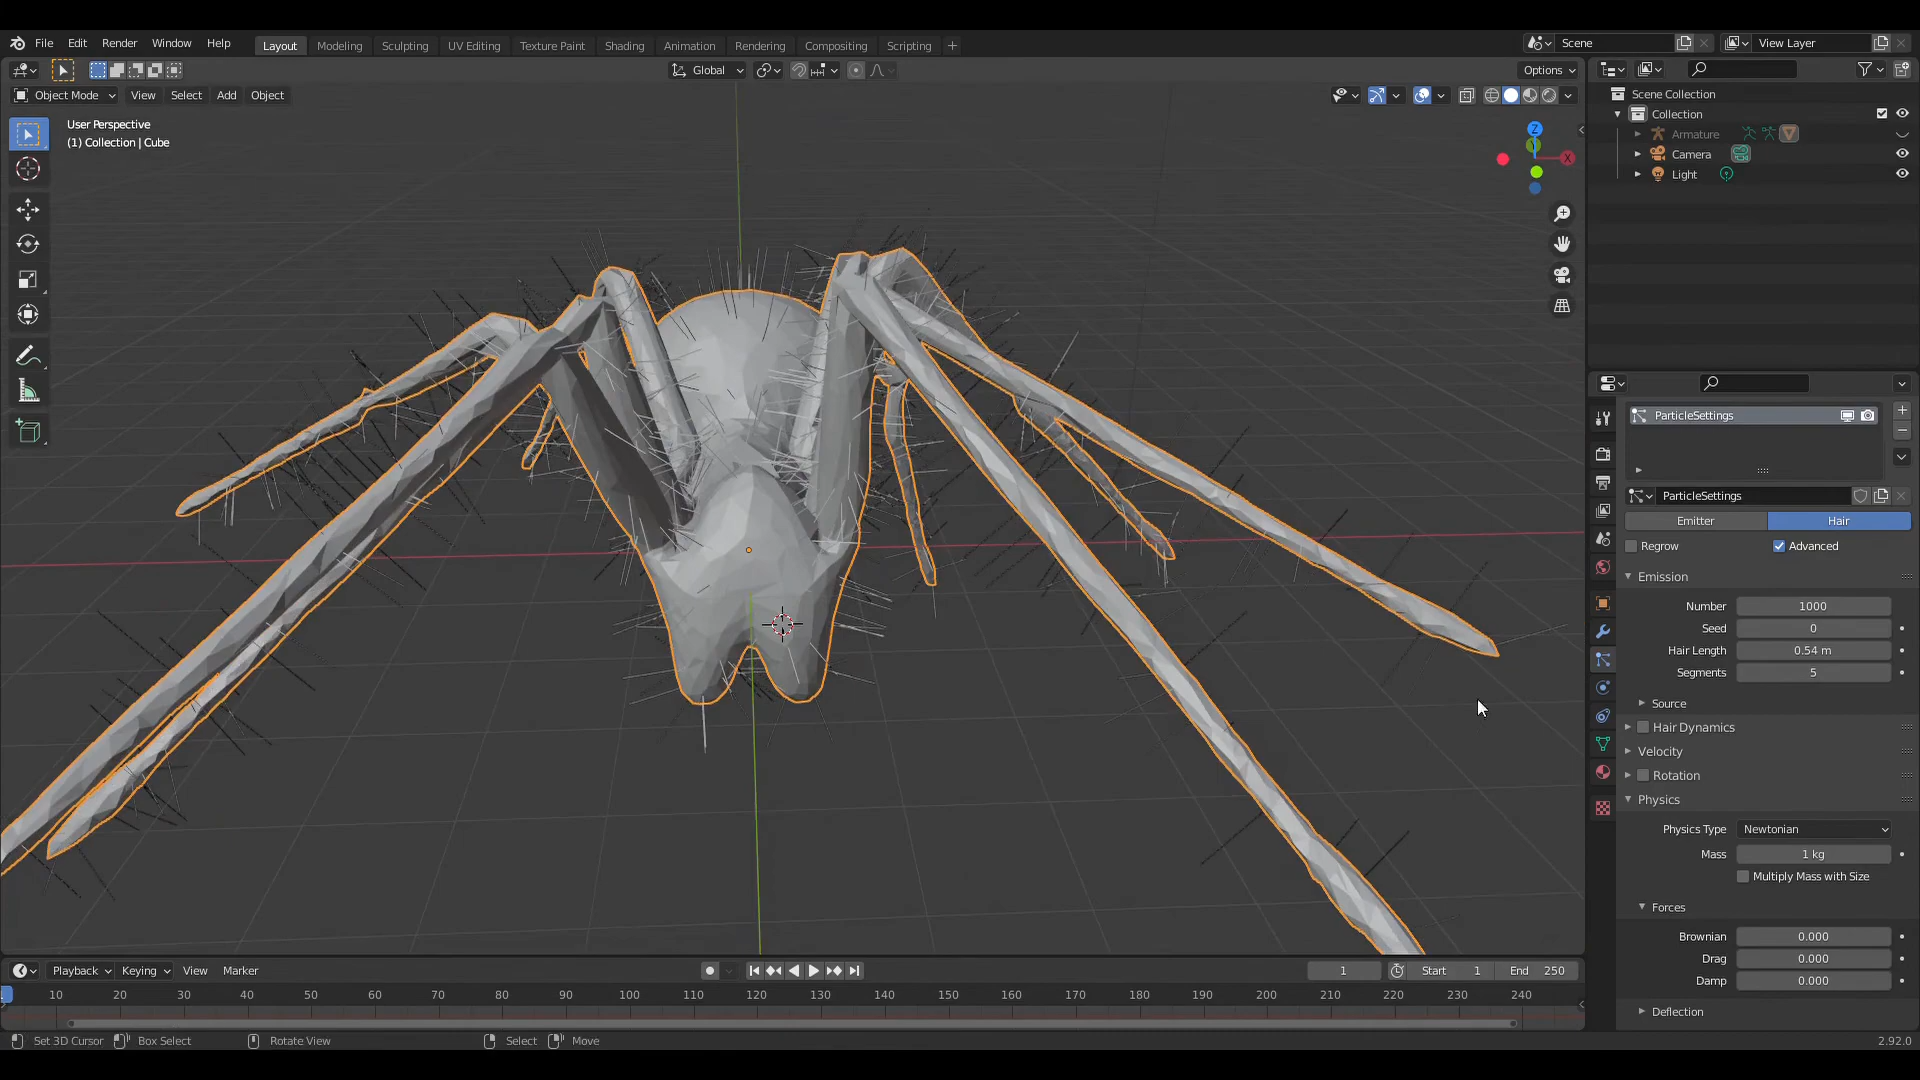 File Edit Render Window Help Layout Modeling Sculpting UV Editing Texture Paint Shading Animation Rendering Compositing Scripting + Scene View Layer
Global Options
Object Mode View Select Add Object
User Perspective
(1) Collection | Cube
Z
X
Scene Collection
Collection
Armature
Camera
Light
ParticleSettings
ParticleSettings
Emitter Hair
Regrow Advanced
Emission
Number 1000
Seed 0
Hair Length 0.54 m
Segments 5
Source
Hair Dynamics
Velocity
Rotation
Physics
Physics Type Newtonian
Mass 1 kg
Multiply Mass with Size
Forces
Brownian 0.000
Drag 0.000
Damp 0.000
Deflection
Playback Keying View Marker 1 Start 1 End 250
1 10 20 30 40 50 60 70 80 90 100 110 120 130 140 150 160 170 180 190 200 210 220 230 240
Set 3D Cursor Box Select Rotate View Select Move 2.92.0